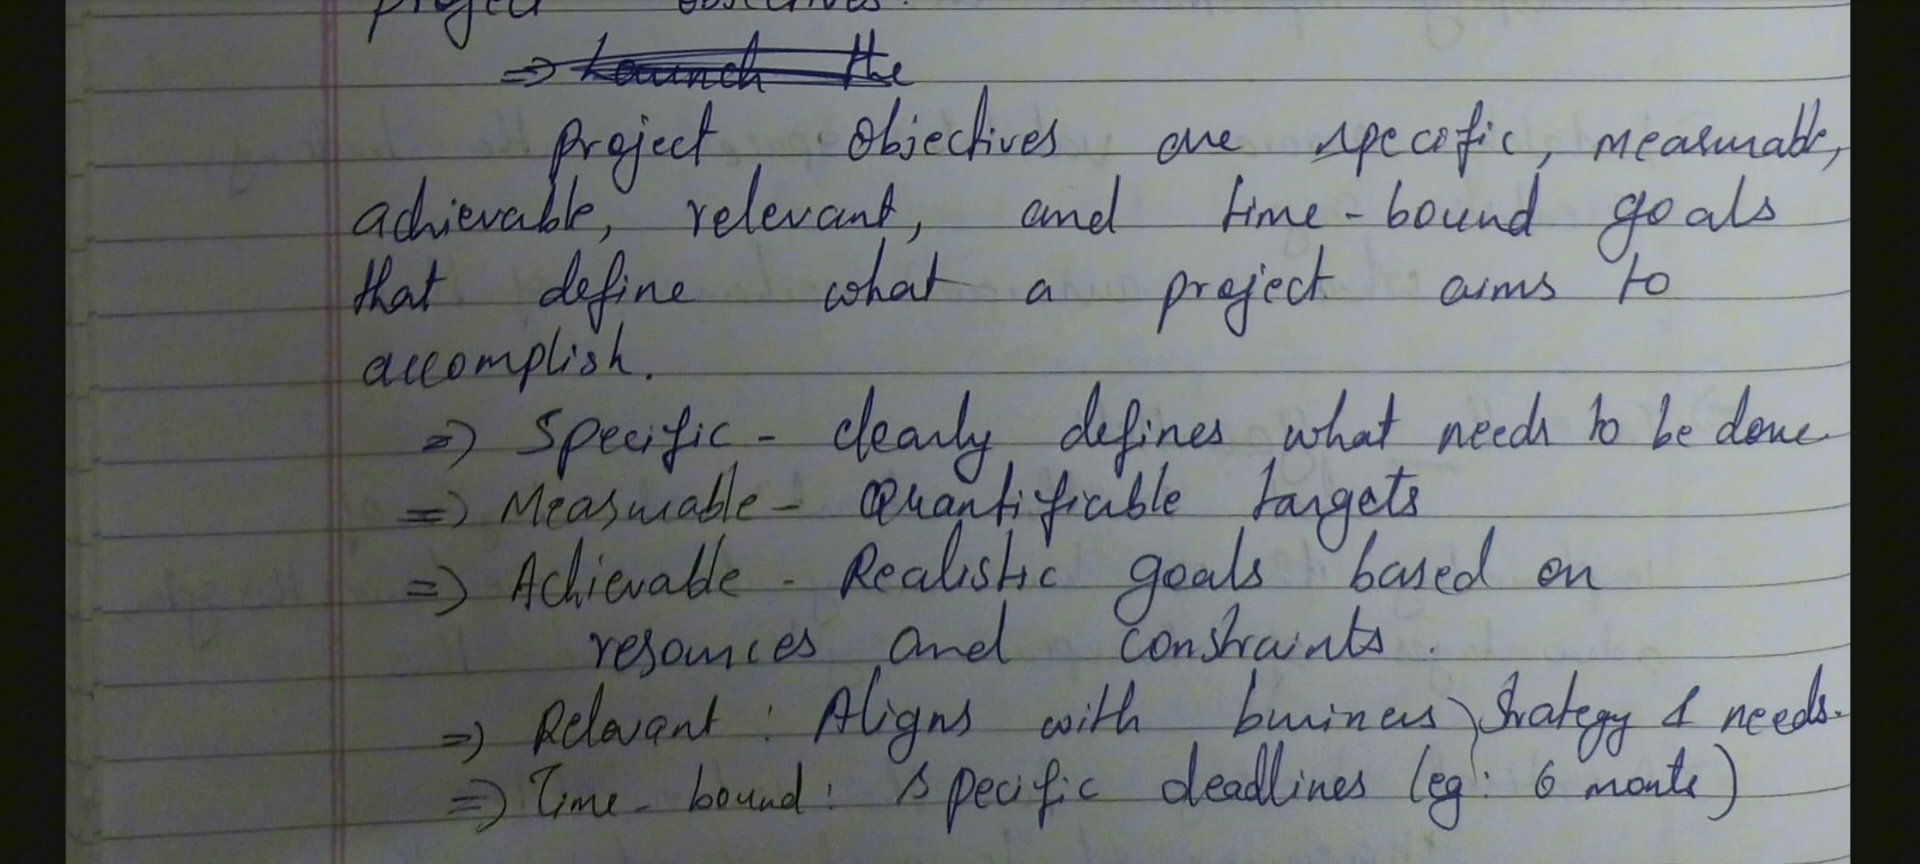 project objectives.
=> Launch the
project objectives are specific, measurable,
achievable, relevant, and time-bound goals
that define what a project aims to
accomplish.
=> Specific - clearly defines what needs to be done
=> Measurable - Quantifiable targets
=> Achievable - Realistic goals based on
resources and constraints.
=> Relevant : Aligns with business strategy & needs.
=> Time-bound : specific deadlines (eg: 6 months)